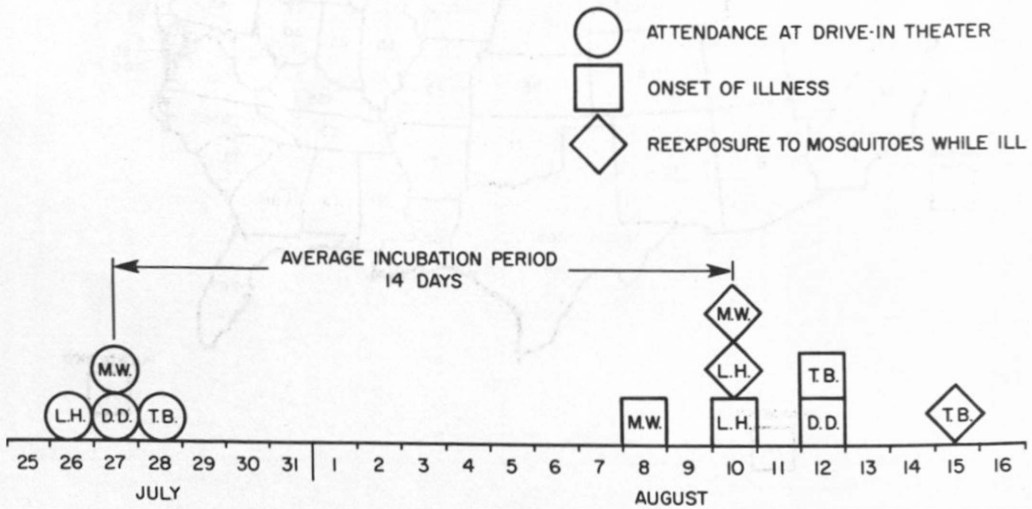 ATTENDANCE AT DRIVE-IN THEATER
ONSET OF ILLNESS
REEXPOSURE TO MOSQUITOES WHILE ILL
AVERAGE INCUBATION PERIOD
14 DAYS
M.W.
M.W. L.H. T.B.
L.H. D.D. T.B. M.W. L.H. D.D. T.B.
25 26 27 28 29 30 31 1 2 3 4 5 6 7 8 9 10 11 12 13 14 15 16
JULY AUGUST